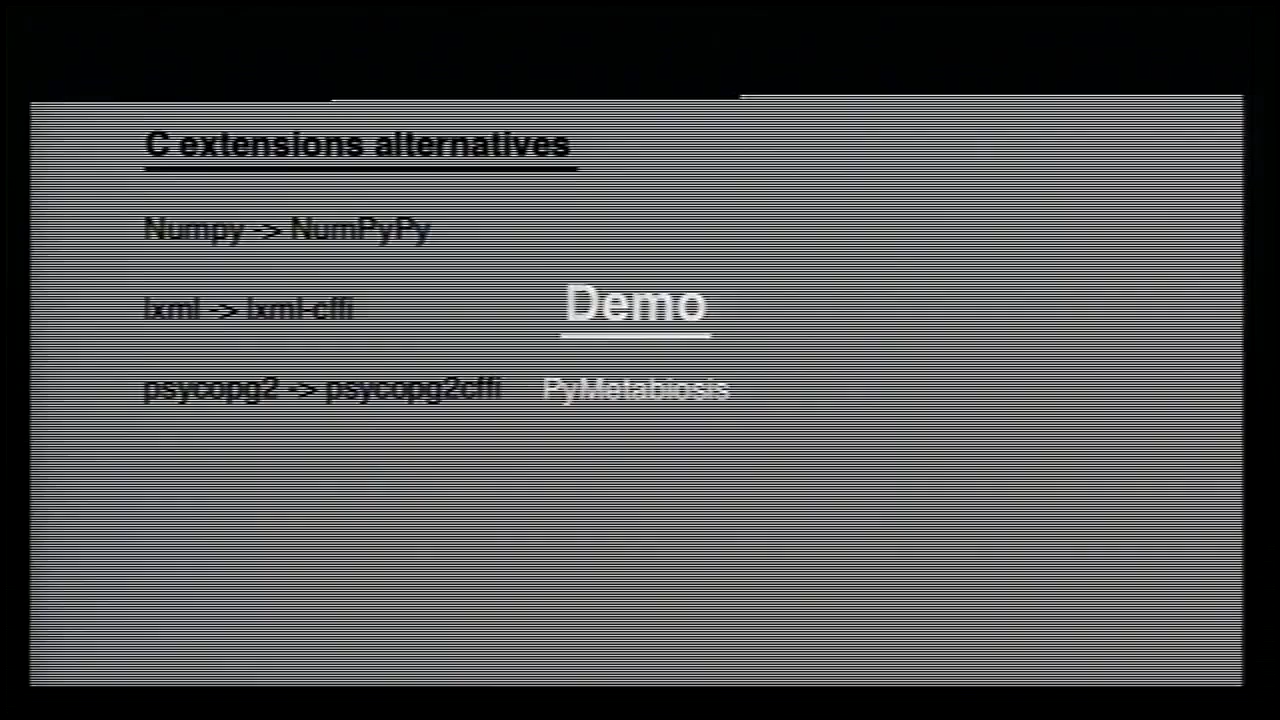 C extensions alternatives
Numpy -> NumPyPy
lxml -> lxml-cffi
psycopg2 -> psycopg2cffi
Demo
PyMetabiosis